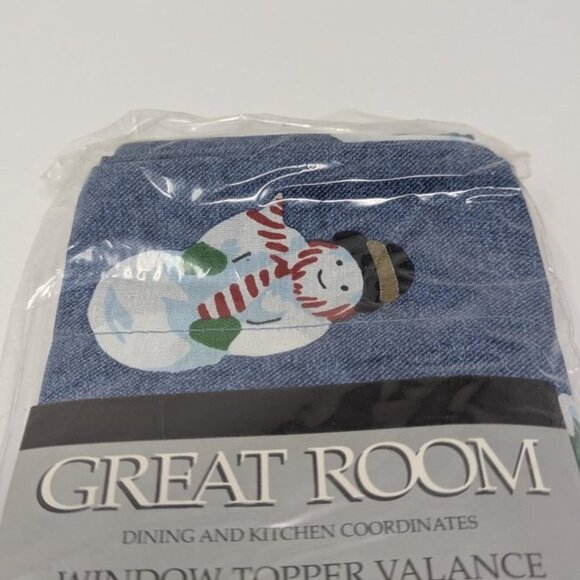 GREAT ROOM
DINING AND KITCHEN COORDINATES
WINDOW TOPPER VALANCE